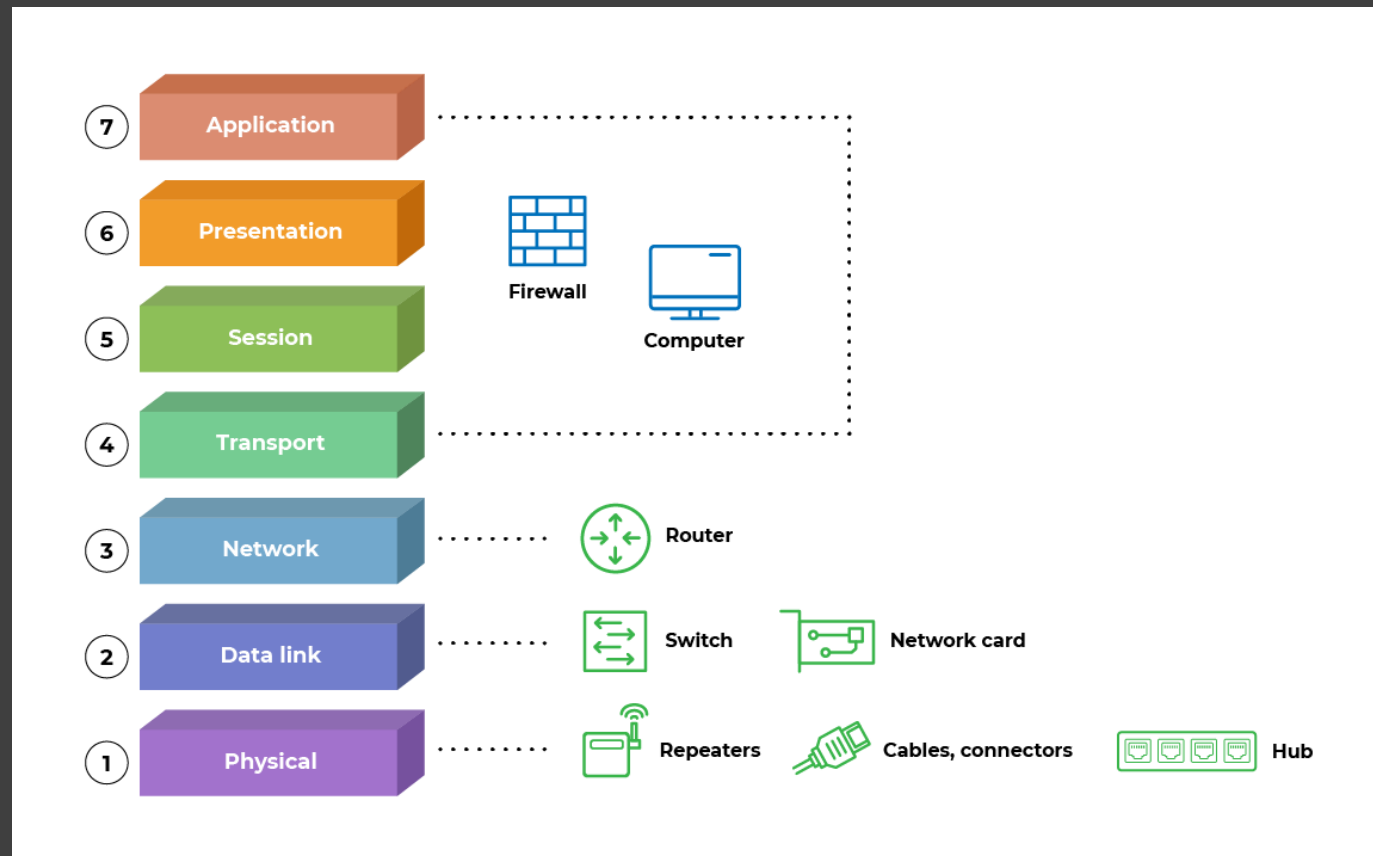 7
Application
6
Presentation
Firewall
5
Session
Computer
4
Transport
3
Network
Router
2
Data link
Switch
Network card
1
Physical
Repeaters
Cables, connectors
Hub